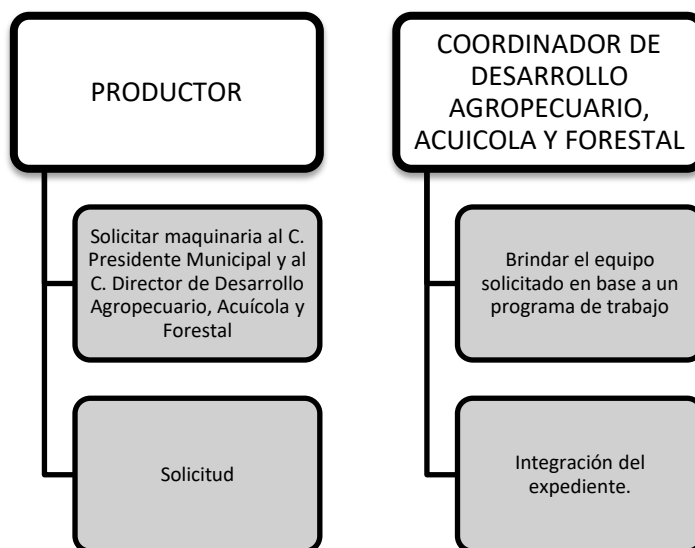 PRODUCTOR
Solicitar maquinaria al C.
Presidente Municipal y al
C. Director de Desarrollo
Agropecuario, Acuícola y
Forestal
Solicitud
COORDINADOR DE
DESARROLLO
AGROPECUARIO,
ACUICOLA Y FORESTAL
Brindar el equipo
solicitado en base a un
programa de trabajo
Integración del
expediente.